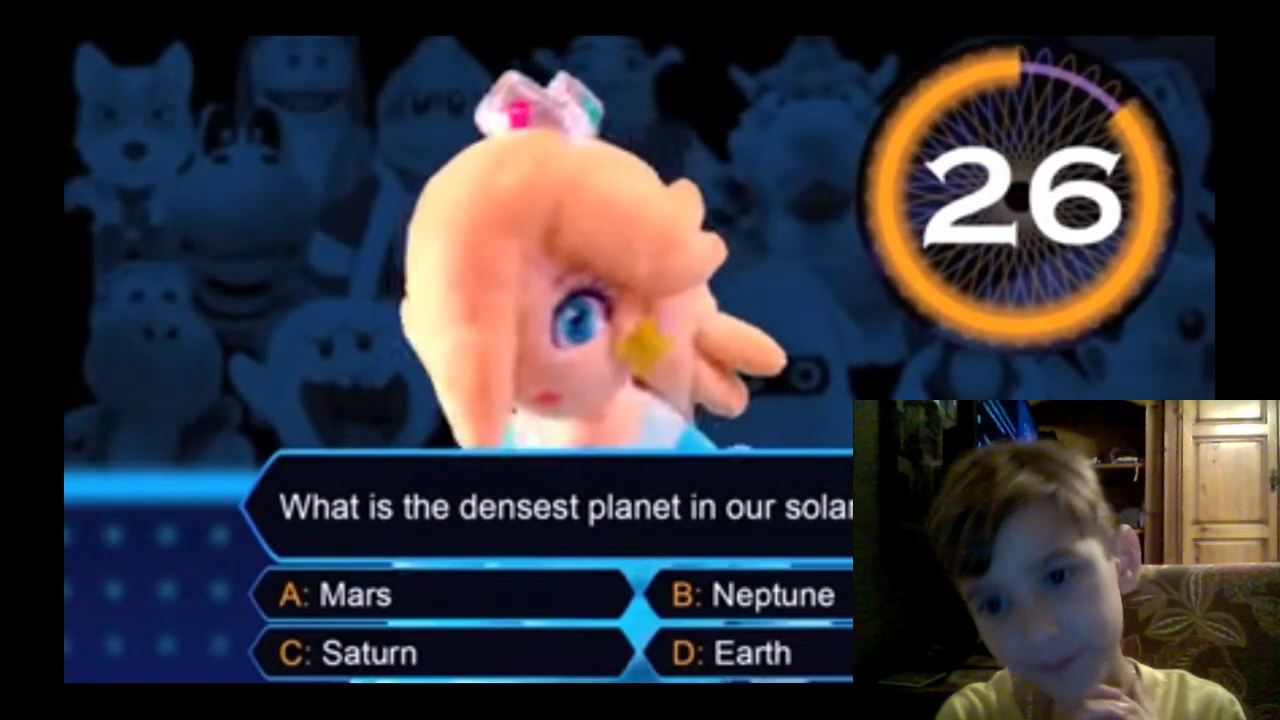 26
What is the densest planet in our solar
A: Mars
B: Neptune
C: Saturn
D: Earth